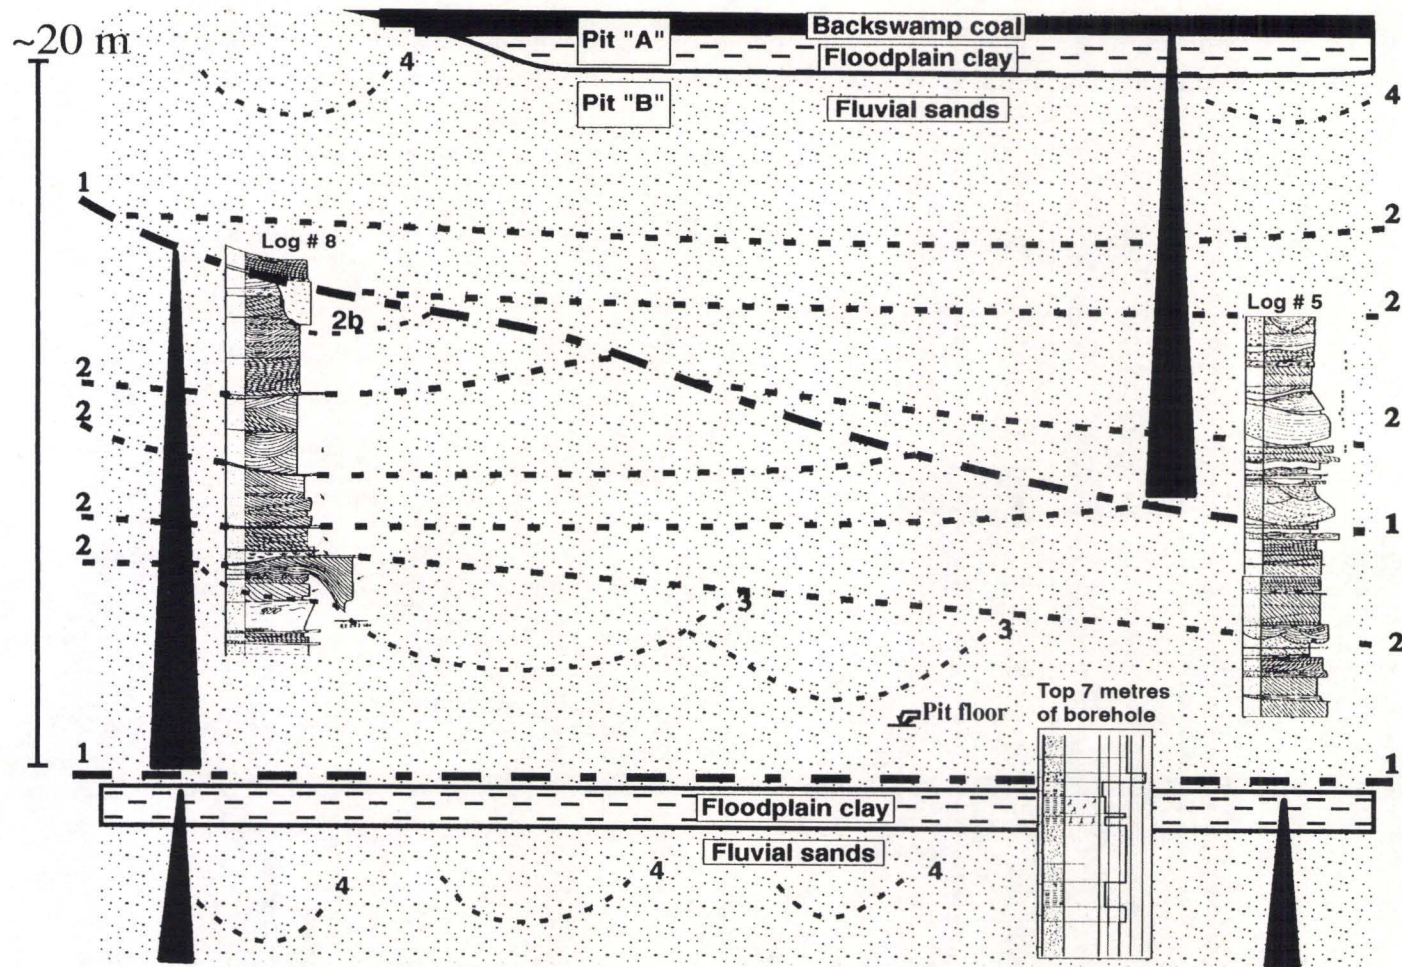 ~20 m
Pit "A"
Backswamp coal
Floodplain clay
4
Pit "B"
Fluvial sands
4
1
2
Log # 8
2b
2
Log # 5
2
2
2
2
1
2
2
3
3
2
Pit floor
Top 7 metres
of borehole
1
1
Floodplain clay
Fluvial sands
4
4
4